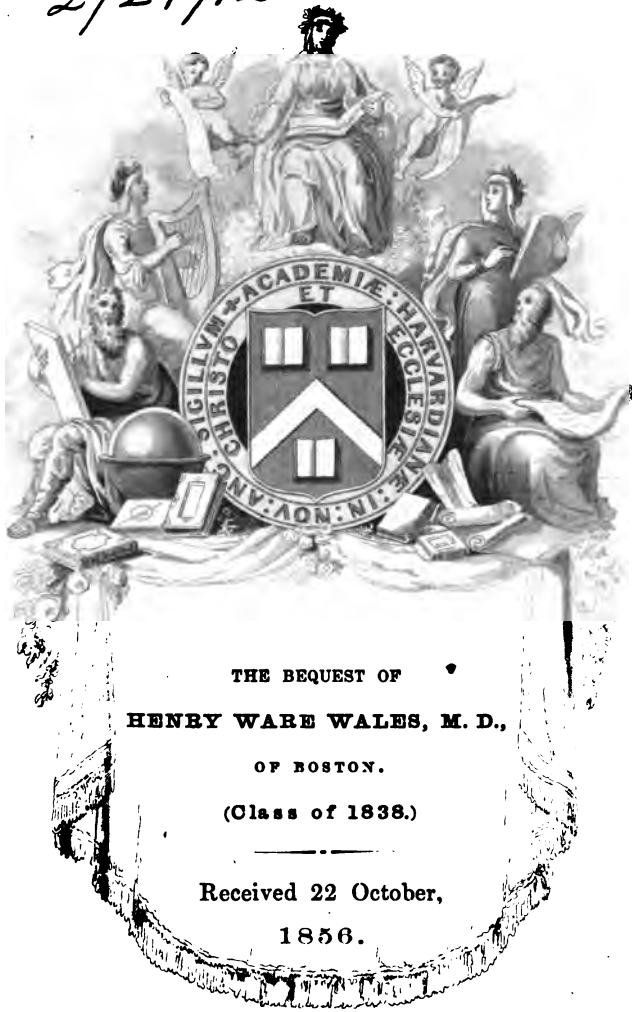 SIGILLVM ✢ ACADEMIÆ : HARVARDIANÆ : IN : NOV : ANG :
CHRISTO ET ECCLESIÆ
THE BEQUEST OF
HENRY WARE WALES, M. D.,
OF BOSTON.
(Class of 1838.)
Received 22 October,
1856.